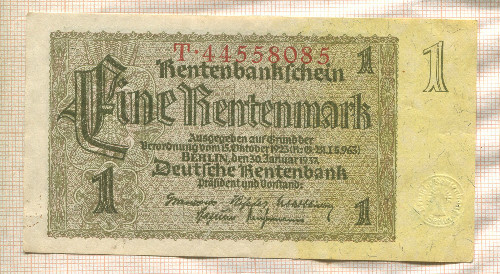 T·44558085
Rentenbankschein
1
1
Eine Rentenmark
Ausgegeben auf Grund der
Verordnung vom 15. Oktober 1923 (R.G.Bl.I S.963)
BERLIN, den 30. Januar 1937.
Deutsche Rentenbank
Präsident und Vorstand:
1
1